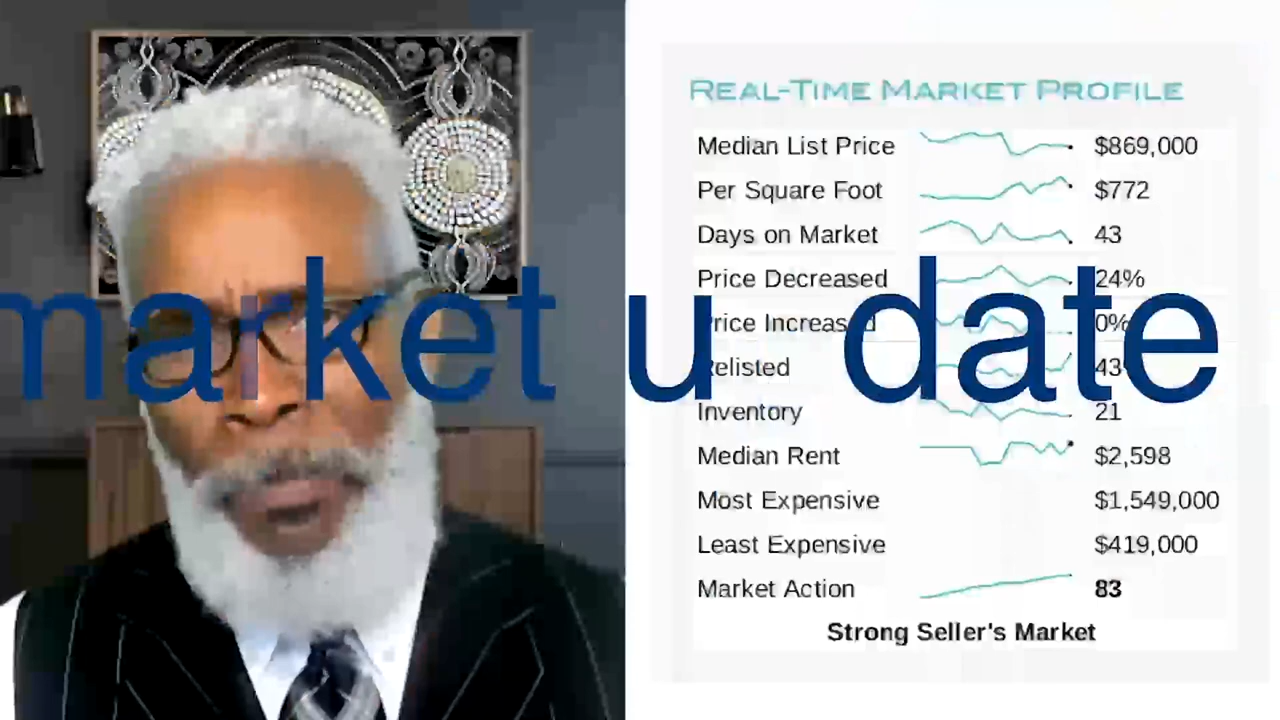 REAL-TIME MARKET PROFILE
Median List Price $869,000
Per Square Foot $772
Days on Market 43
Price Decreased 24%
Price Increased 0%
Relisted 43
Inventory 21
Median Rent $2,598
Most Expensive $1,549,000
Least Expensive $419,000
Market Action 83
Strong Seller's Market
market u date